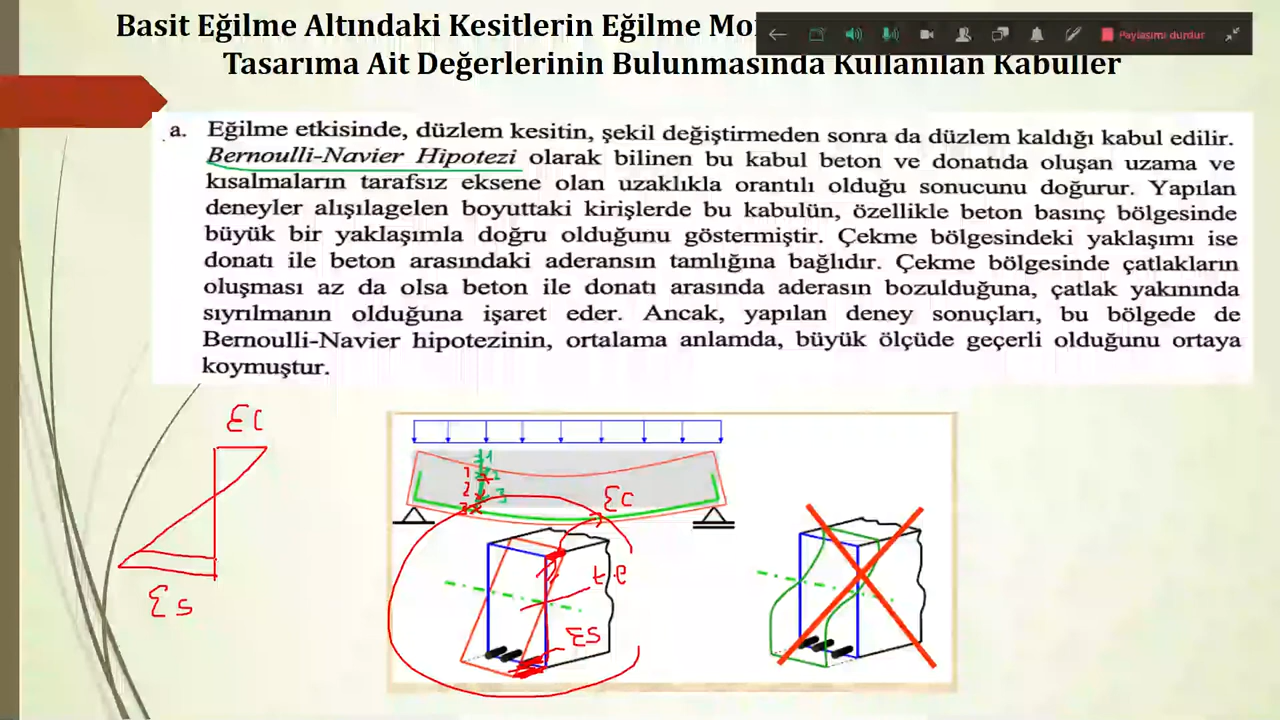 Basit Eğilme Altındaki Kesitlerin Eğilme Mo
Paylaşımı durdur
Tasarıma Ait Değerlerinin Bulunmasında Kullanılan Kabuller
a. Eğilme etkisinde, düzlem kesitin, şekil değiştirmeden sonra da düzlem kaldığı kabul edilir.
Bernoulli-Navier Hipotezi olarak bilinen bu kabul beton ve donatıda oluşan uzama ve
kısalmaların tarafsız eksene olan uzaklıkla orantılı olduğu sonucunu doğurur. Yapılan
deneyler alışılagelen boyuttaki kirişlerde bu kabulün, özellikle beton basınç bölgesinde
büyük bir yaklaşımla doğru olduğunu göstermiştir. Çekme bölgesindeki yaklaşımı ise
donatı ile beton arasındaki aderansın tamlığına bağlıdır. Çekme bölgesinde çatlakların
oluşması az da olsa beton ile donatı arasında aderasın bozulduğuna, çatlak yakınında
sıyrılmanın olduğuna işaret eder. Ancak, yapılan deney sonuçları, bu bölgede de
Bernoulli-Navier hipotezinin, ortalama anlamda, büyük ölçüde geçerli olduğunu ortaya
koymuştur.
εc
1
1 2
2 3
3
εc
t.e
εs
εs